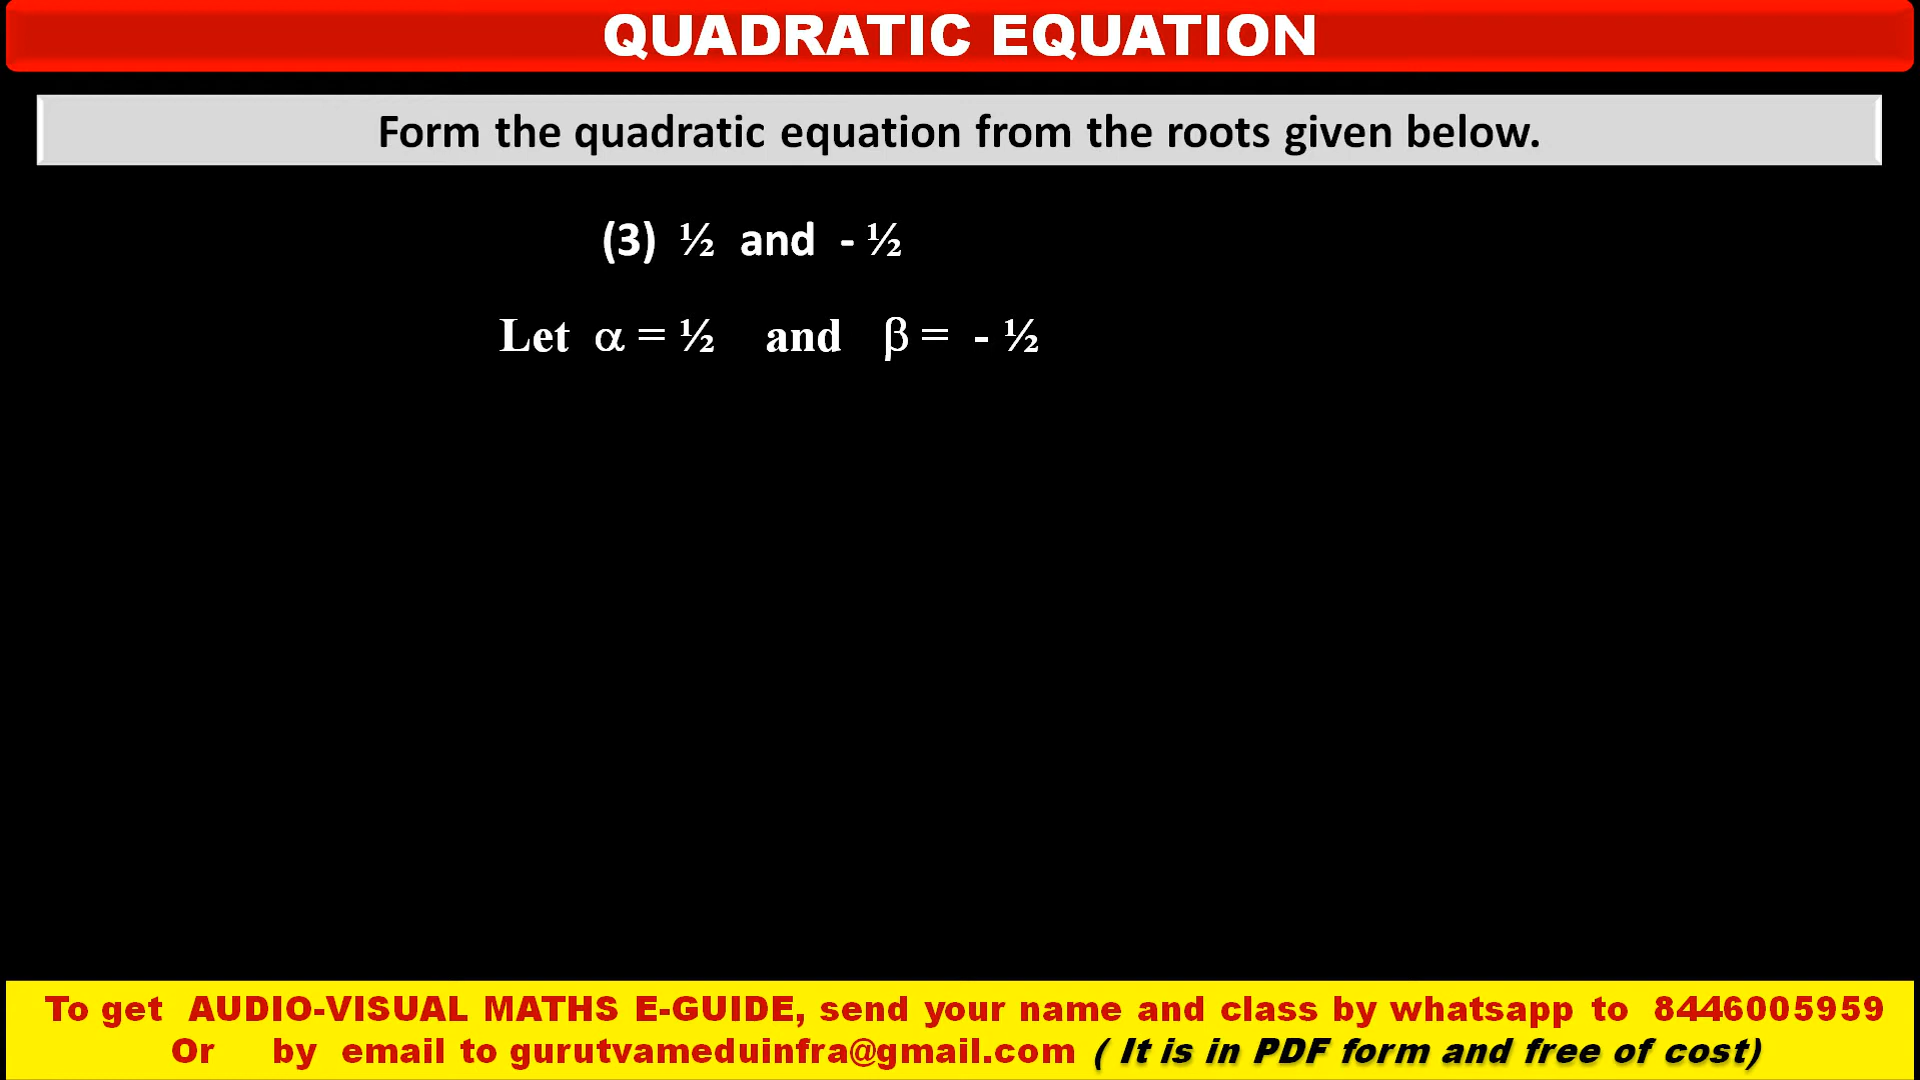 QUADRATIC EQUATION
Form the quadratic equation from the roots given below.
(3) ½ and - ½
Let α = ½ and β = - ½
To get AUDIO-VISUAL MATHS E-GUIDE, send your name and class by whatsapp to 8446005959
Or by email to gurutvameduinfra@gmail.com ( It is in PDF form and free of cost)